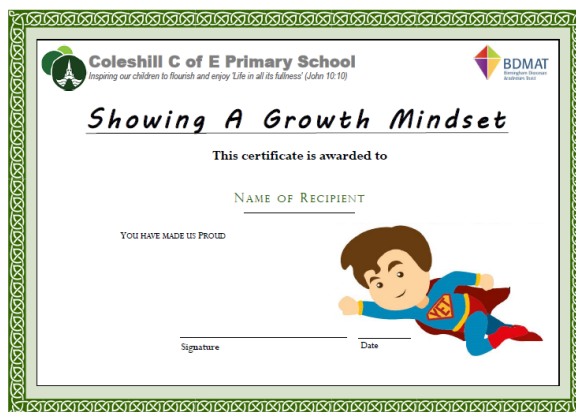 Coleshill C of E Primary School
Inspiring our children to flourish and enjoy 'Life in all its fullness' (John 10:10)
BDMAT
Birmingham Diocesan
Academies Trust
Showing A Growth Mindset
This certificate is awarded to
Name of Recipient
You have made us Proud
YET
Signature
Date